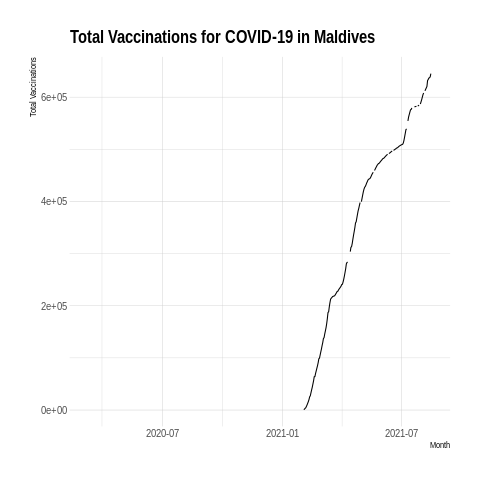 Total Vaccinations for COVID-19 in Maldives
Total Vaccinations
6e+05
4e+05
2e+05
0e+00
2020-07
2021-01
2021-07
Month